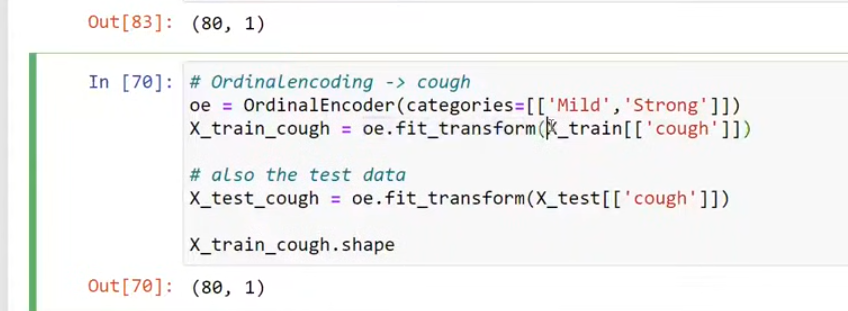 Out[83]: (80, 1)
In [70]: # Ordinalencoding -> cough
oe = OrdinalEncoder(categories=[['Mild','Strong']])
X_train_cough = oe.fit_transform(X_train[['cough']])
# also the test data
X_test_cough = oe.fit_transform(X_test[['cough']])
X_train_cough.shape
Out[70]: (80, 1)